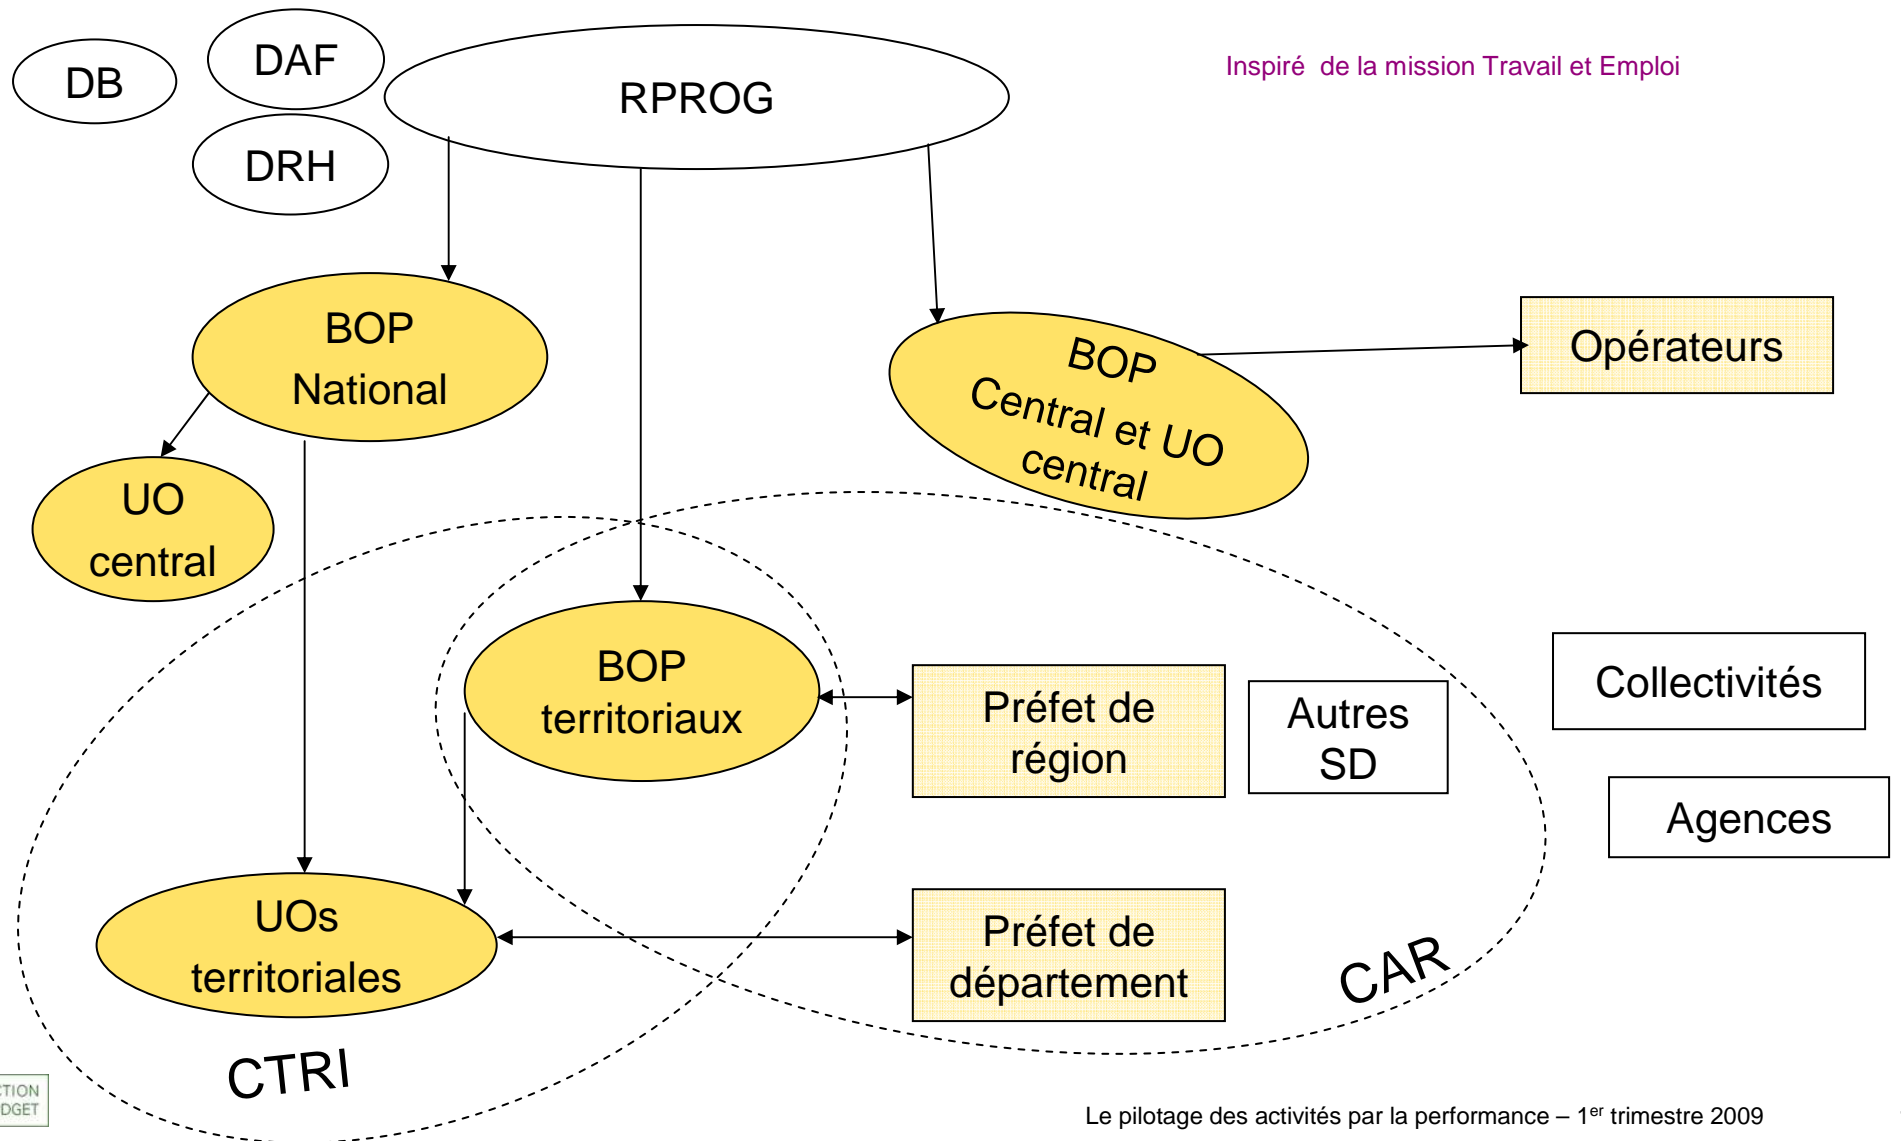 DB
DAF
DRH
RPROG
Inspiré de la mission Travail et Emploi
BOP
National
BOP
Central et UO
central
Opérateurs
UO
central
BOP
territoriaux
Préfet de
région
Autres
SD
Collectivités
Agences
UOs
territoriales
Préfet de
département
CAR
CTRI
CTION
DGET
Le pilotage des activités par la performance – 1er trimestre 2009